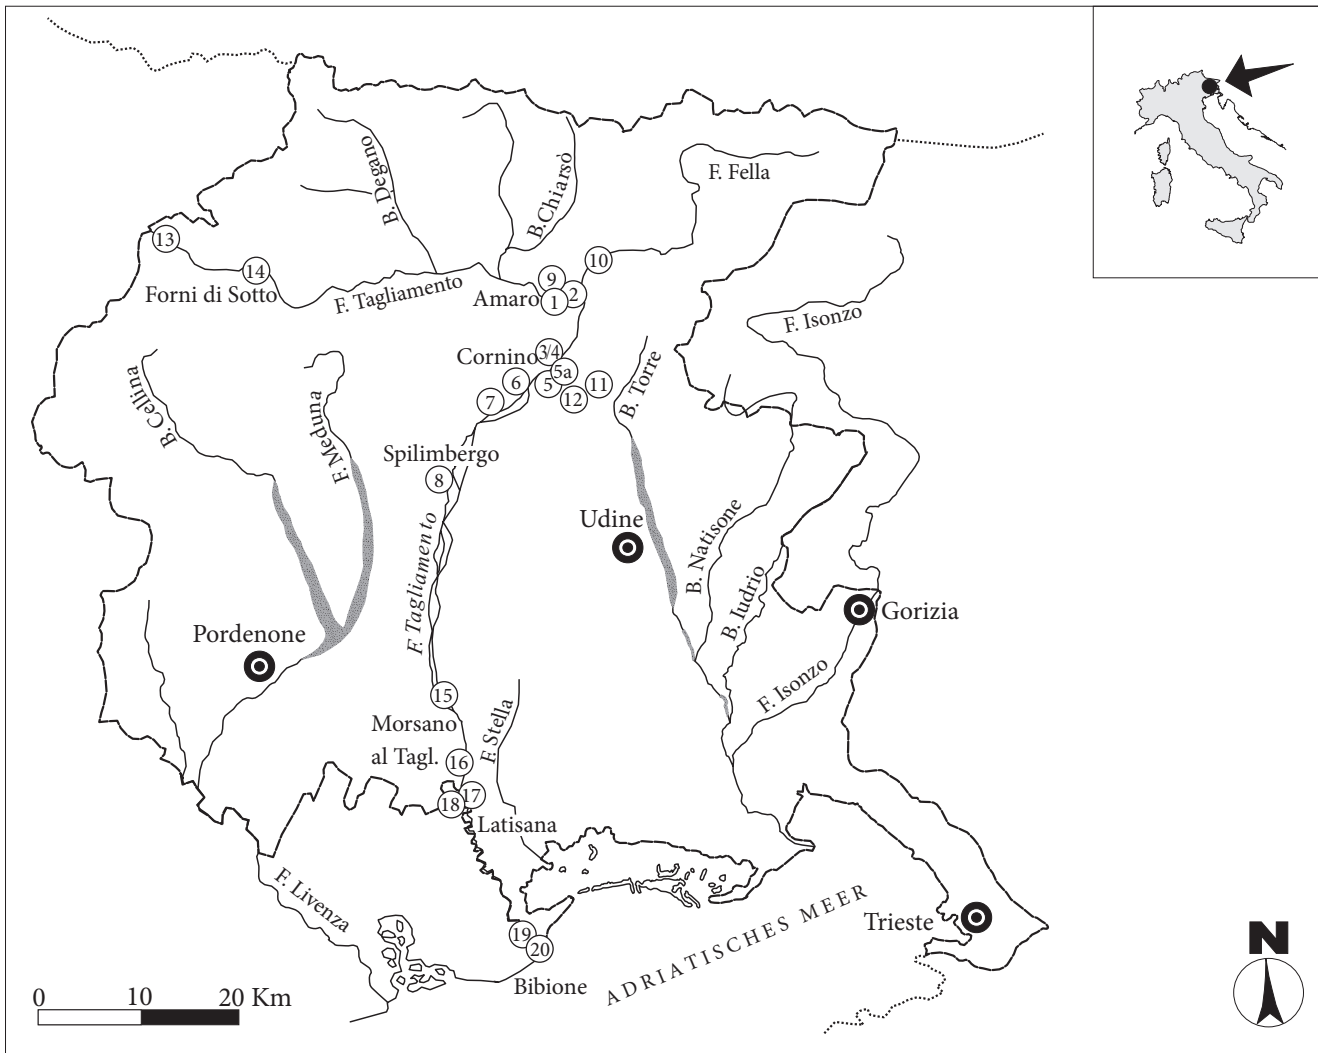 B. Degano
B.Chiarsò
F. Fella
13
14
Forni di Sotto
F. Tagliamento
10
9
Amaro
1
2
F. Isonzo
Cornino
3/4
5a
6
5
11
7
12
B. Torre
B. Cellina
F. Meduna
Spilimbergo
8
Udine
F. Tagliamento
B. Natisone
B. Iudrio
Gorizia
Pordenone
F. Isonzo
15
Morsano
al Tagl.
16
F. Stella
17
18
Latisana
F. Livenza
19
20
Bibione
ADRIATISCHES MEER
Trieste
N
0 10 20 Km